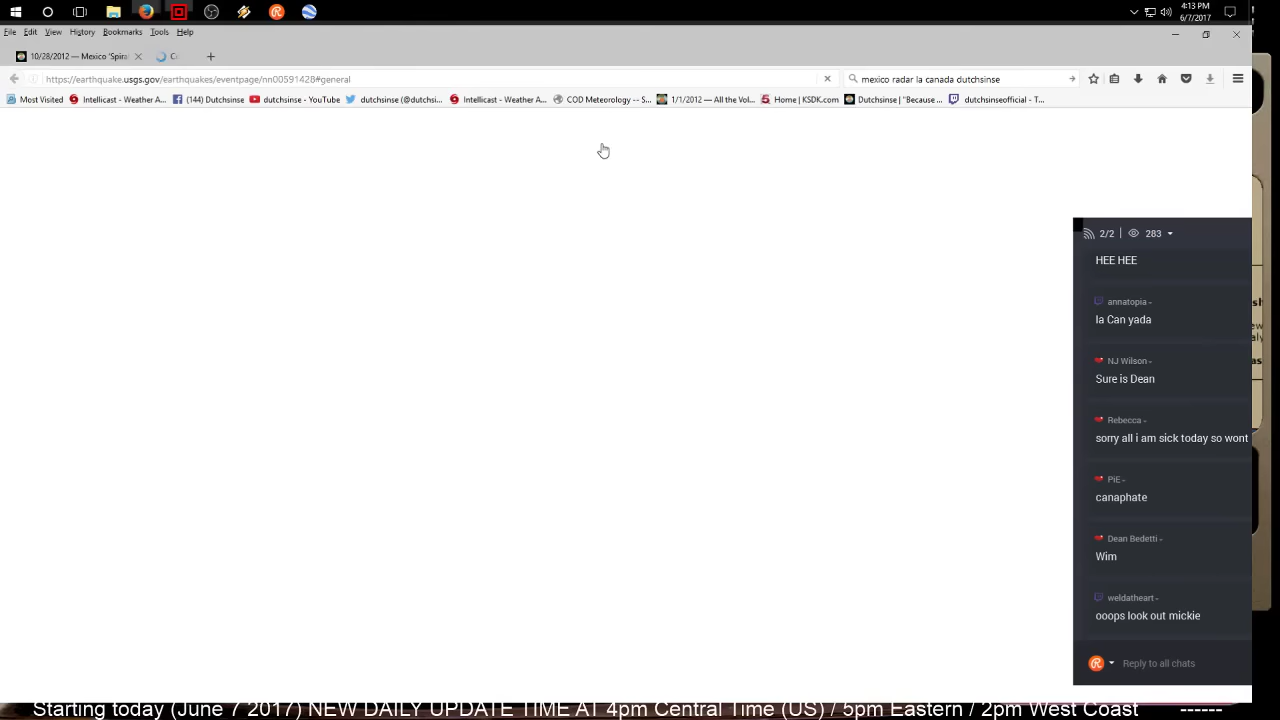 4:13 PM
6/7/2017
File Edit View History Bookmarks Tools Help
10/28/2012 — Mexico 'Spiral
https://earthquake.usgs.gov/earthquakes/eventpage/nn00591428#general
mexico radar la canada dutchsinse
Most Visited Intellicast - Weather A... (144) Dutchsinse dutchsinse - YouTube dutchsinse (@dutchsi... Intellicast - Weather A... COD Meteorology -- S... 1/1/2012 — All the Vol... Home | KSDK.com Dutchsinse | "Because ... dutchsinseofficial - T...
2/2 | 283
HEE HEE
annatopia
la Can yada
NJ Wilson
Sure is Dean
Rebecca
sorry all i am sick today so wont
PiE
canaphate
Dean Bedetti
Wim
weldatheart
ooops look out mickie
Reply to all chats
Starting today (June 7 2017) NEW DAILY UPDATE TIME AT 4pm Central Time (US) / 5pm Eastern / 2pm West Coast ------